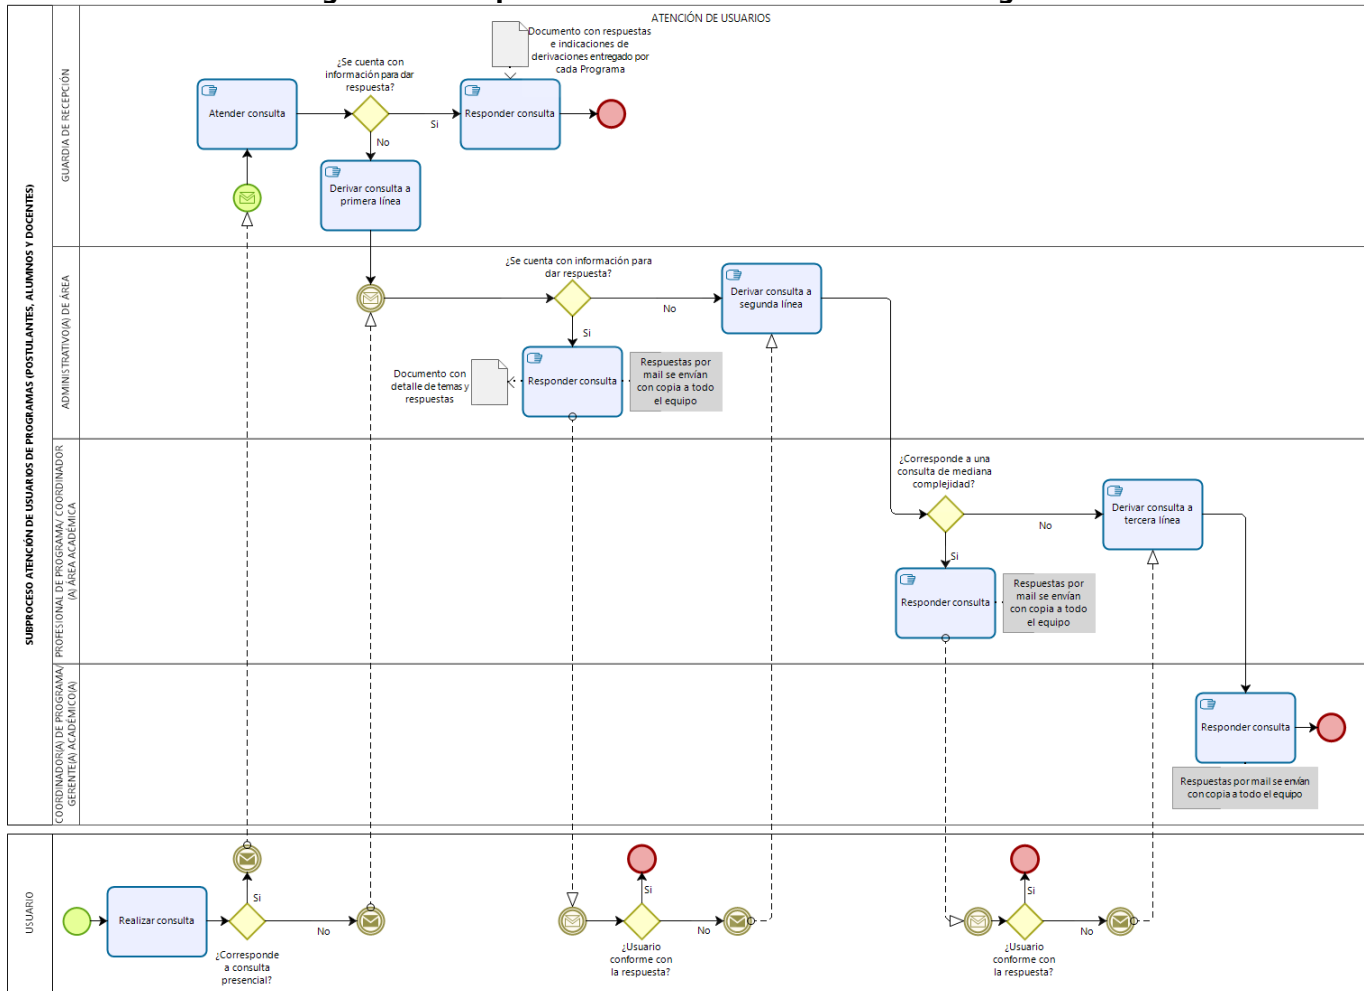 ATENCIÓN DE USUARIOS
SUBPROCESO ATENCIÓN DE USUARIOS DE PROGRAMAS (POSTULANTES, ALUMNOS Y DOCENTES)
GUARDIA DE RECEPCIÓN
Documento con respuestas
e indicaciones de
derivaciones entregado por
cada Programa
¿Se cuenta con
información para dar
respuesta?
Atender consulta
Si
Responder consulta
No
Derivar consulta a
primera línea
ADMINISTRATIVO(A) DE ÁREA
¿Se cuenta con información para
dar respuesta?
No
Derivar consulta a
segunda línea
Si
Documento con
detalle de temas y
respuestas
Responder consulta
Respuestas por
mail se envían
con copia a todo
el equipo
PROFESIONAL DE PROGRAMA/ COORDINADOR
(A) ÁREA ACADÉMICA
¿Corresponde a una
consulta de mediana
complejidad?
No
Derivar consulta a
tercera línea
Si
Responder consulta
Respuestas por
mail se envían
con copia a todo
el equipo
COORDINADOR(A) DE PROGRAMA/
GERENTE(A) ACADÉMICO(A)
Responder consulta
Respuestas por mail se envían
con copia a todo el equipo
USUARIO
Realizar consulta
Si
No
¿Corresponde
a consulta
presencial?
Si
No
¿Usuario
conforme con
la respuesta?
Si
No
¿Usuario
conforme con
la respuesta?